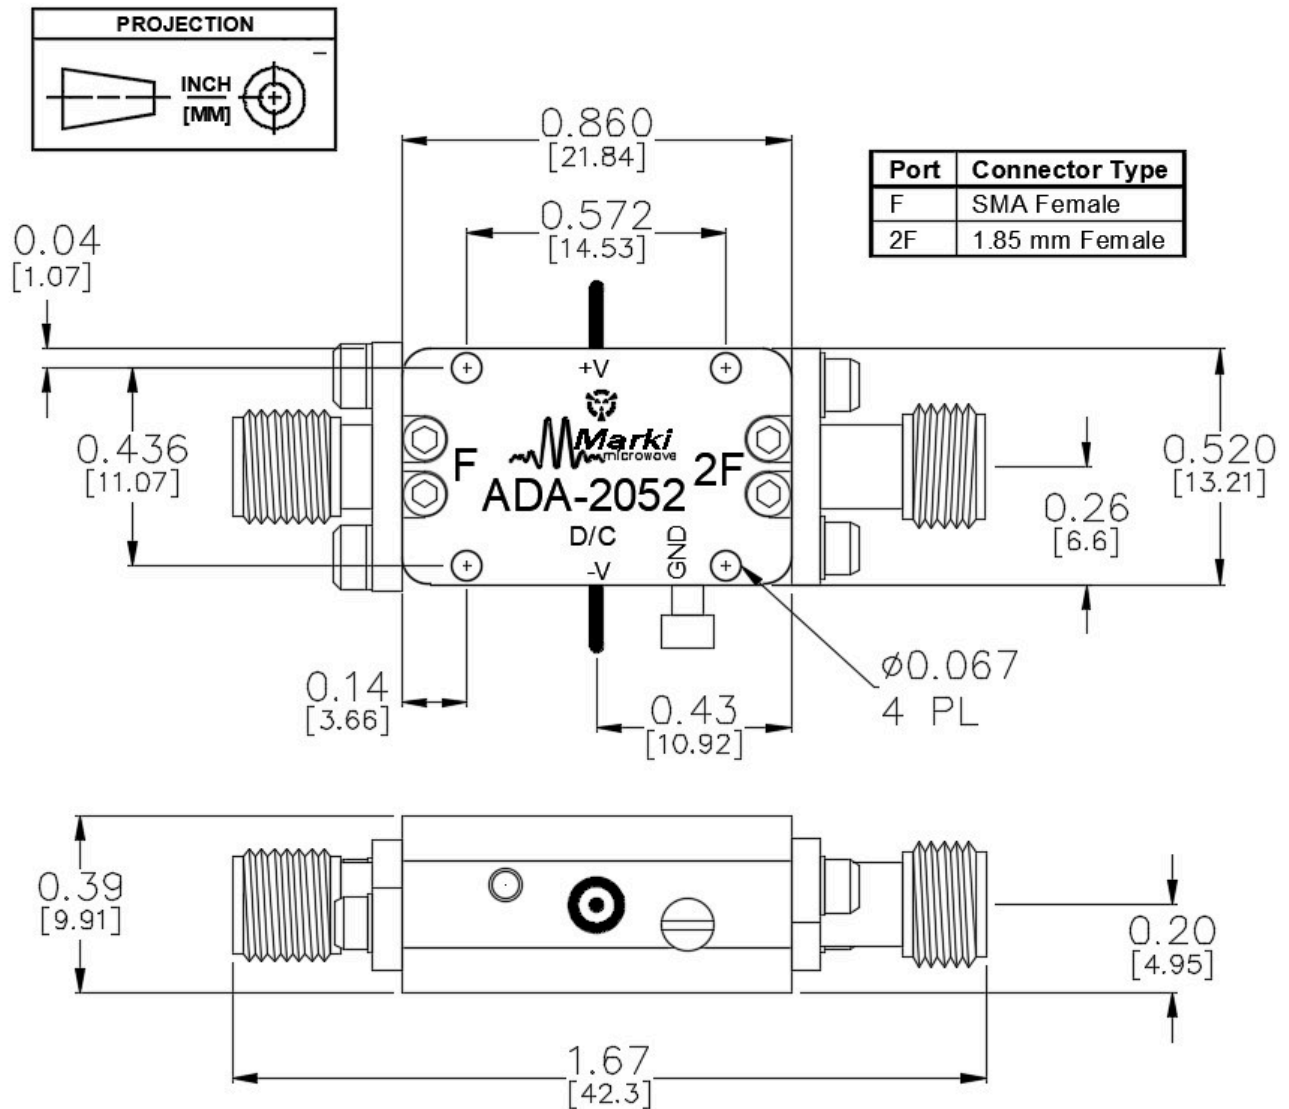 PROJECTION
INCH
[MM]
0.860
[21.84]
Port Connector Type
F SMA Female
2F 1.85 mm Female
0.572
[14.53]
0.04
[1.07]
+V
0.436
[11.07]
Marki
microwave
F
2F
ADA-2052
D/C
-V
GND
0.520
[13.21]
0.26
[6.6]
0.14
[3.66]
0.43
[10.92]
⌀0.067
4 PL
0.39
[9.91]
0.20
[4.95]
1.67
[42.3]